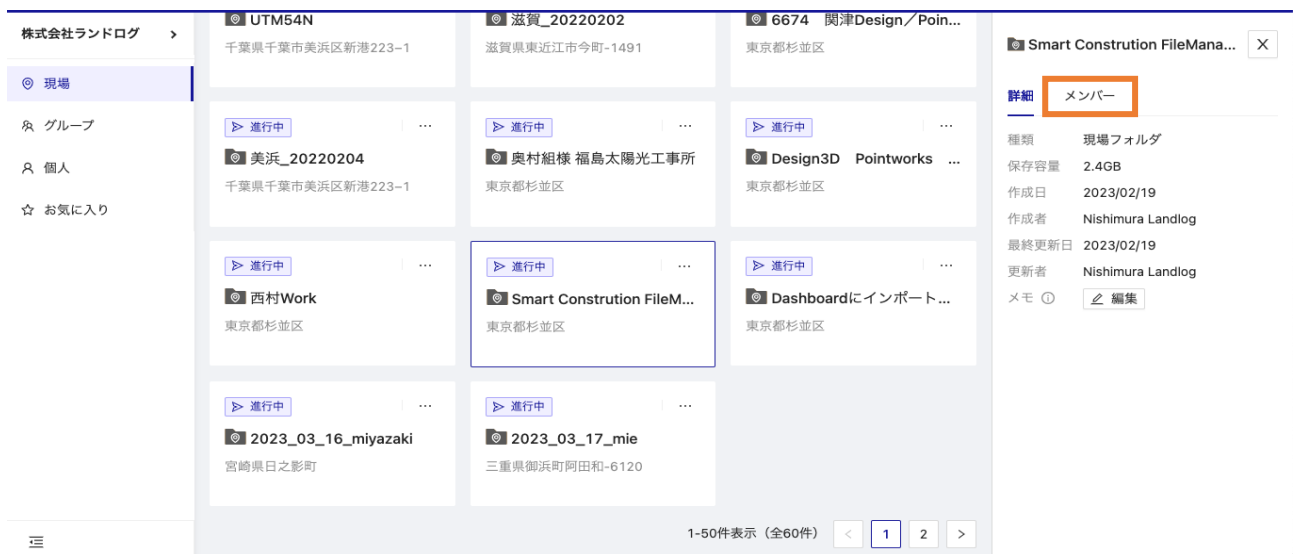 株式会社ランドログ
現場
グループ
個人
お気に入り
UTM54N
千葉県千葉市美浜区新港223−1
滋賀_20220202
滋賀県東近江市今町-1491
6674 関津Design／Poin...
東京都杉並区
進行中
美浜_20220204
千葉県千葉市美浜区新港223−1
進行中
奥村組様 福島太陽光工事所
東京都杉並区
進行中
Design3D Pointworks ...
東京都杉並区
進行中
西村Work
東京都杉並区
進行中
Smart Constrution FileM...
東京都杉並区
進行中
Dashboardにインポート...
東京都杉並区
進行中
2023_03_16_miyazaki
宮崎県日之影町
進行中
2023_03_17_mie
三重県御浜町阿田和-6120
1-50件表示（全60件） < 1 2 >
Smart Constrution FileMana... X
詳細 メンバー
種類 現場フォルダ
保存容量 2.4GB
作成日 2023/02/19
作成者 Nishimura Landlog
最終更新日 2023/02/19
更新者 Nishimura Landlog
メモ 編集